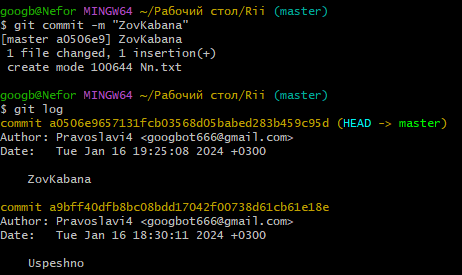 googb@Nefor MINGW64 ~/Рабочий стол/Rii (master)
$ git commit -m "ZovKabana"
[master a0506e9] ZovKabana
 1 file changed, 1 insertion(+)
 create mode 100644 Nn.txt

googb@Nefor MINGW64 ~/Рабочий стол/Rii (master)
$ git log
commit a0506e9657131fcb03568d05babed283b459c95d (HEAD -> master)
Author: Pravoslavi4 <googbot666@gmail.com>
Date:   Tue Jan 16 19:25:08 2024 +0300

    ZovKabana

commit a9bff40dfb8bc08bdd17042f00738d61cb61e18e
Author: Pravoslavi4 <googbot666@gmail.com>
Date:   Tue Jan 16 18:30:11 2024 +0300

    Uspeshno